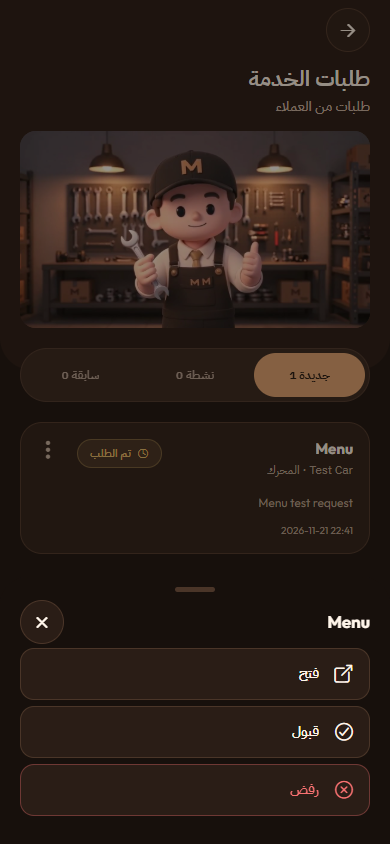 طلبات الخدمة
طلبات من العملاء
M
MM
جديدة 1
نشطة 0
سابقة 0
Menu
تم الطلب
Test Car · المحرك
Menu test request
2026-11-21 22:41
Menu
فتح
قبول
رفض